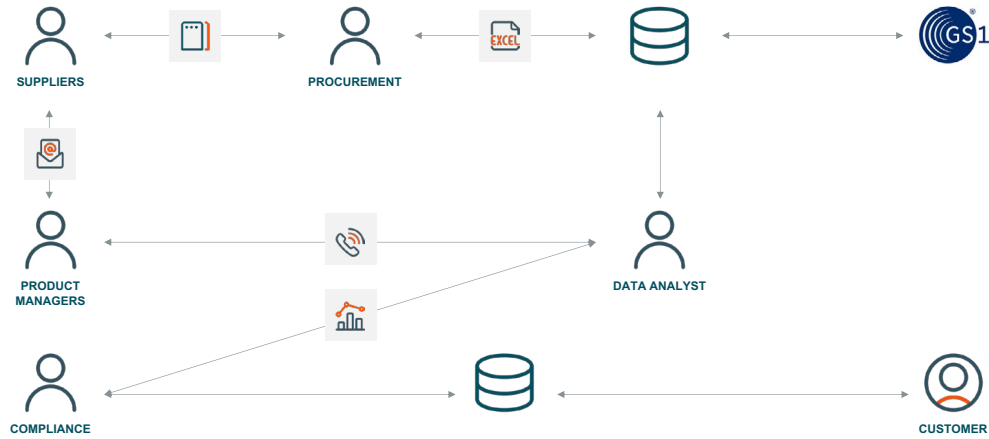 SUPPLIERS
PROCUREMENT
EXCEL
GS1
®
@
PRODUCT
MANAGERS
DATA ANALYST
COMPLIANCE
CUSTOMER